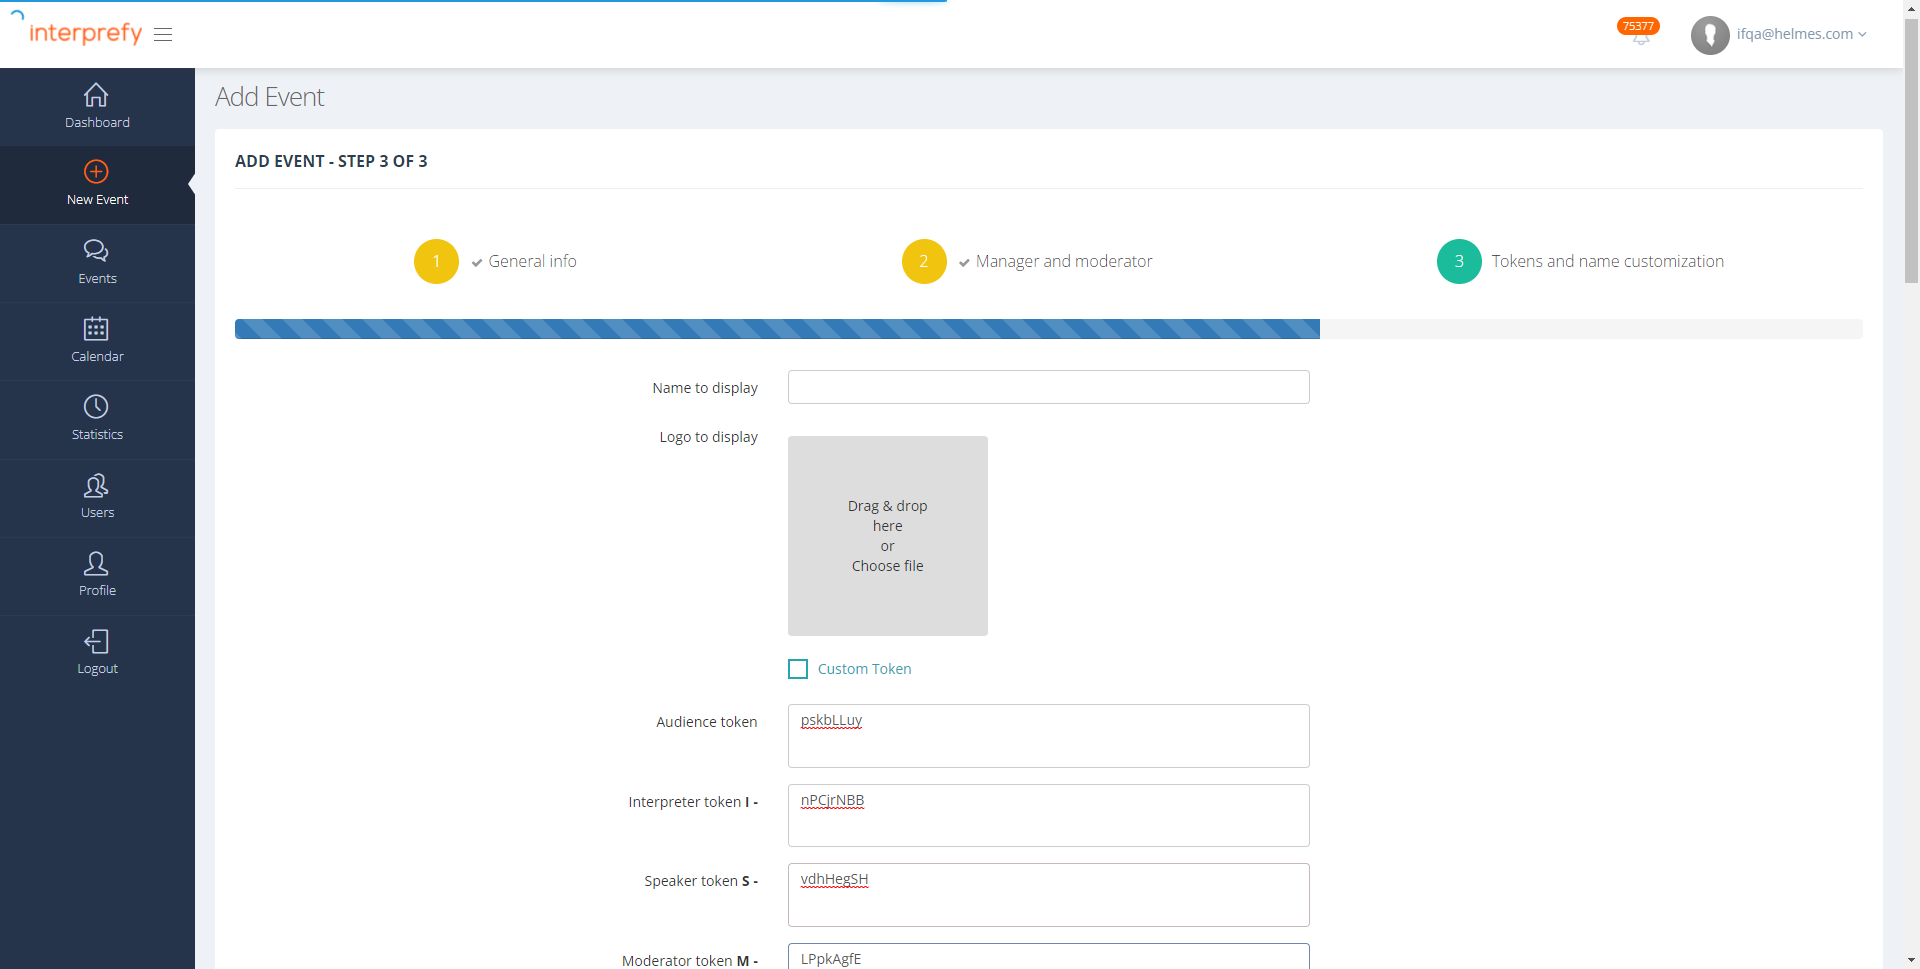 interprefy
75377
ifqa@helmes.com
Dashboard
New Event
Events
Calendar
Statistics
Users
Profile
Logout
Add Event
ADD EVENT - STEP 3 OF 3
1 General info
2 Manager and moderator
3 Tokens and name customization
Name to display
Logo to display
Drag & drop
here
or
Choose file
Custom Token
Audience token
pskbLLuy
Interpreter token I -
nPCjrNBB
Speaker token S -
vdhHegSH
Moderator token M -
LPpkAgfE